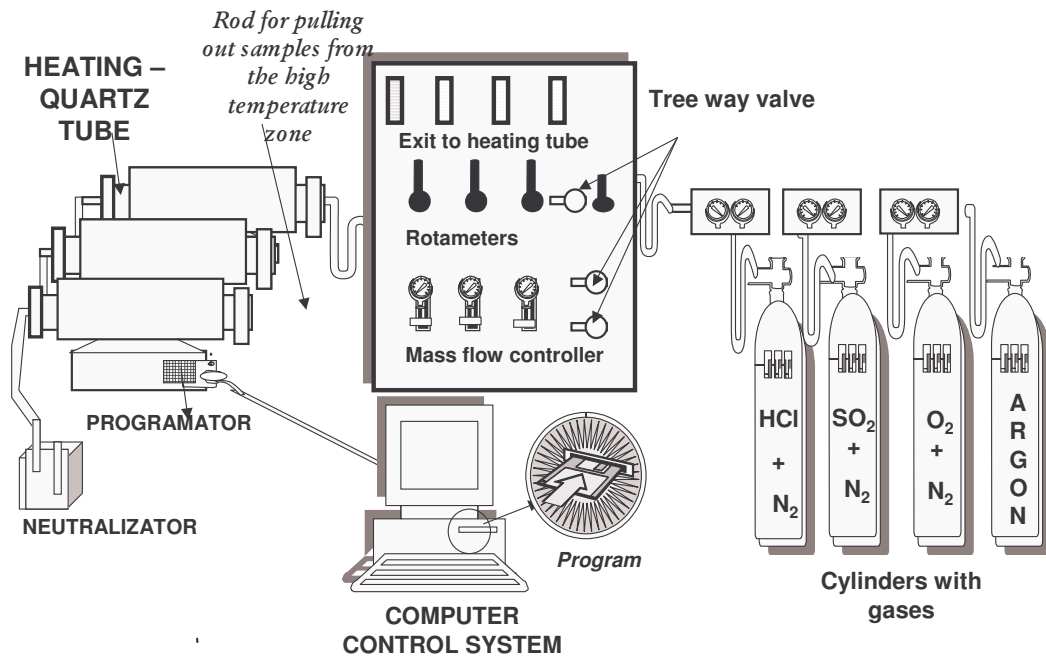 Rod for pulling
out samples from
the high
temperature
zone
HEATING –
QUARTZ
TUBE
Exit to heating tube
Tree way valve
Rotameters
Mass flow controller
PROGRAMATOR
NEUTRALIZATOR
Program
COMPUTER
CONTROL SYSTEM
HCl
+
N2
SO2
+
N2
O2
+
N2
A
R
G
O
N
Cylinders with
gases